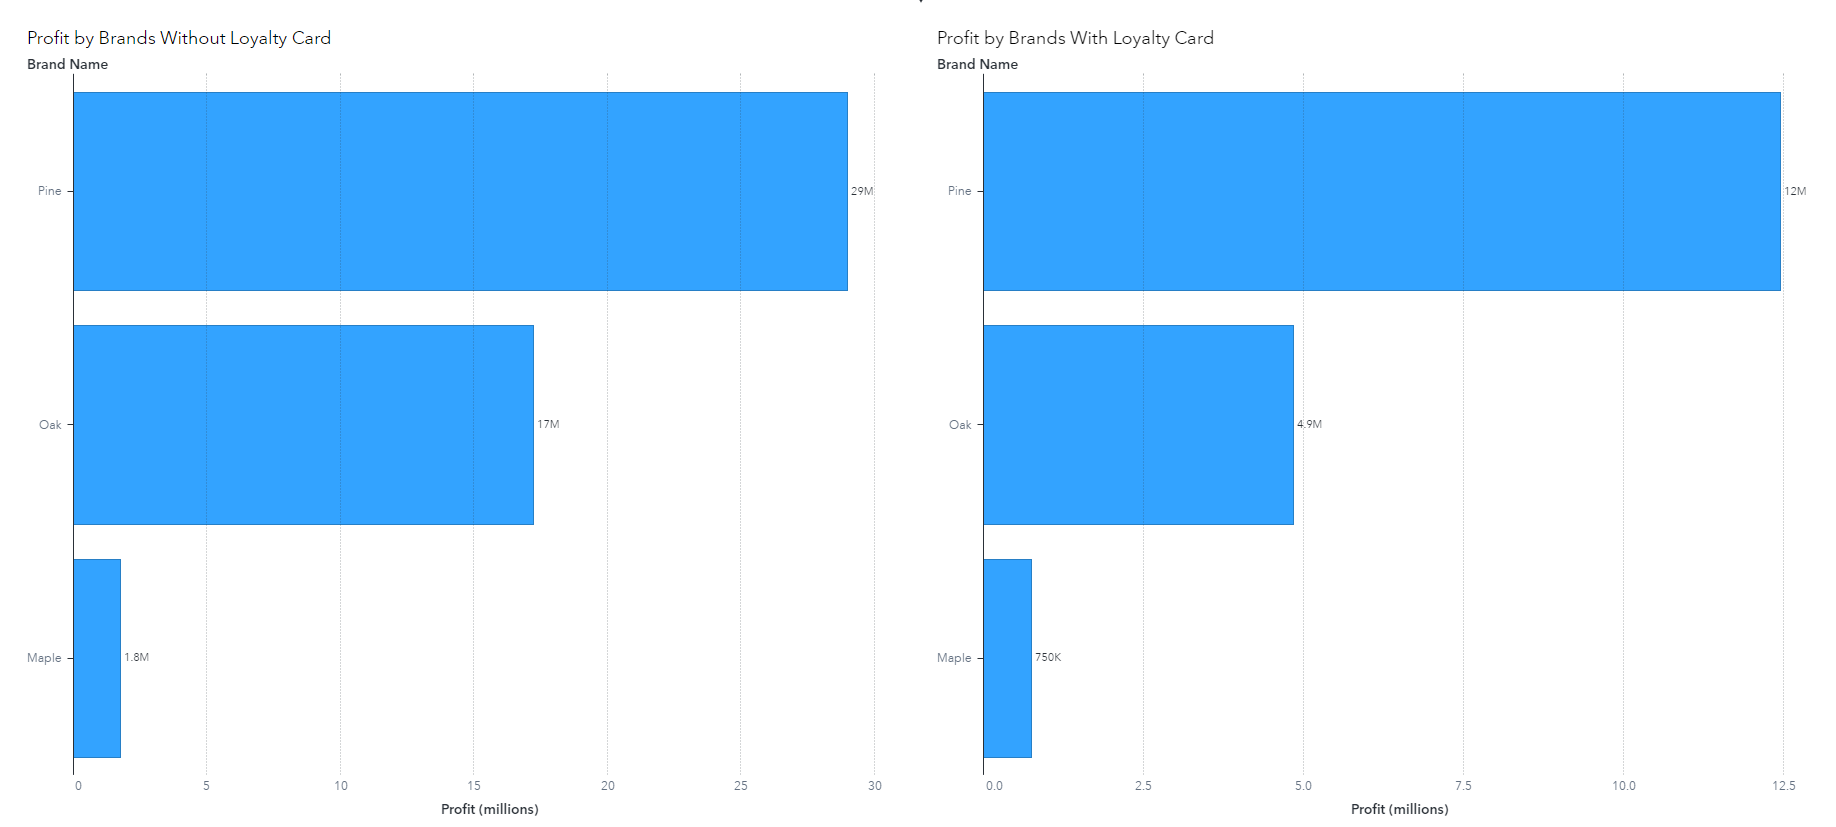 Profit by Brands Without Loyalty Card
Brand Name
Pine
29M
Oak
17M
Maple
1.8M
0 5 10 15 20 25 30
Profit (millions)
Profit by Brands With Loyalty Card
Brand Name
Pine
12M
Oak
4.9M
Maple
750K
0.0 2.5 5.0 7.5 10.0 12.5
Profit (millions)